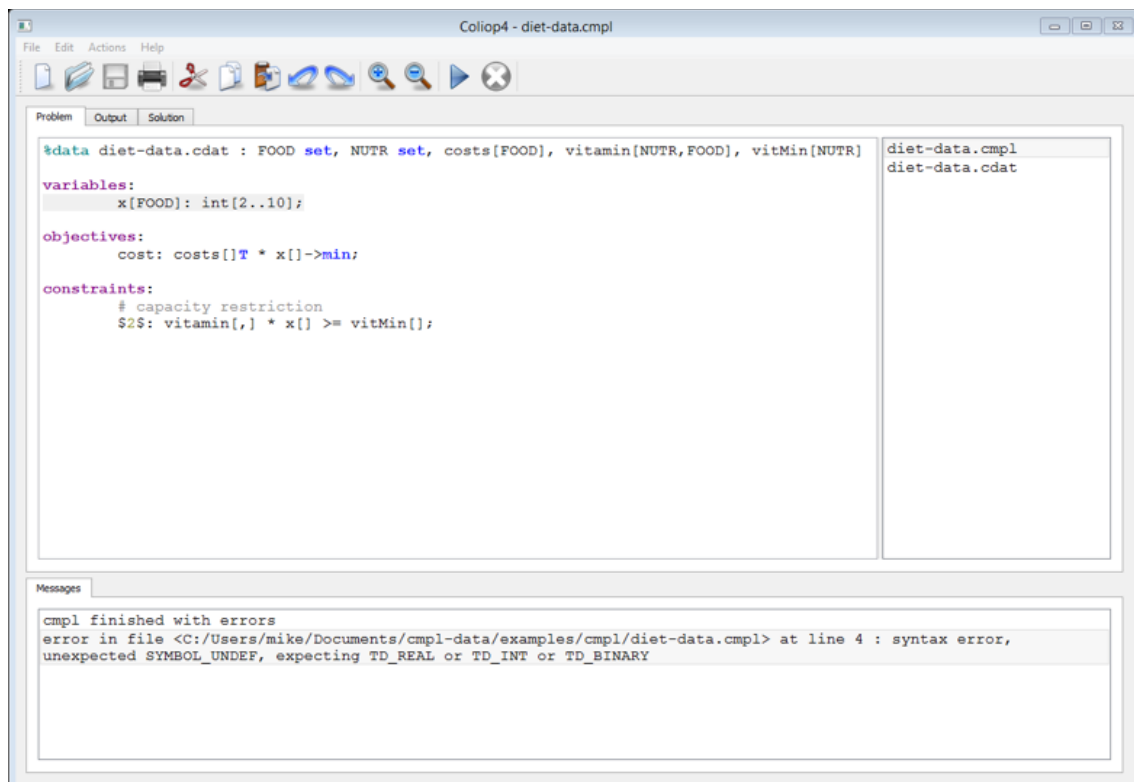 Coliop4 - diet-data.cmpl
File Edit Actions Help
Problem Output Solution
%data diet-data.cdat : FOOD set, NUTR set, costs[FOOD], vitamin[NUTR,FOOD], vitMin[NUTR]
variables:
x[FOOD]: int[2..10];
objectives:
cost: costs[]T * x[]->min;
constraints:
# capacity restriction
$2$: vitamin[,] * x[] >= vitMin[];
diet-data.cmpl
diet-data.cdat
Messages
cmpl finished with errors
error in file <C:/Users/mike/Documents/cmpl-data/examples/cmpl/diet-data.cmpl> at line 4 : syntax error,
unexpected SYMBOL_UNDEF, expecting TD_REAL or TD_INT or TD_BINARY